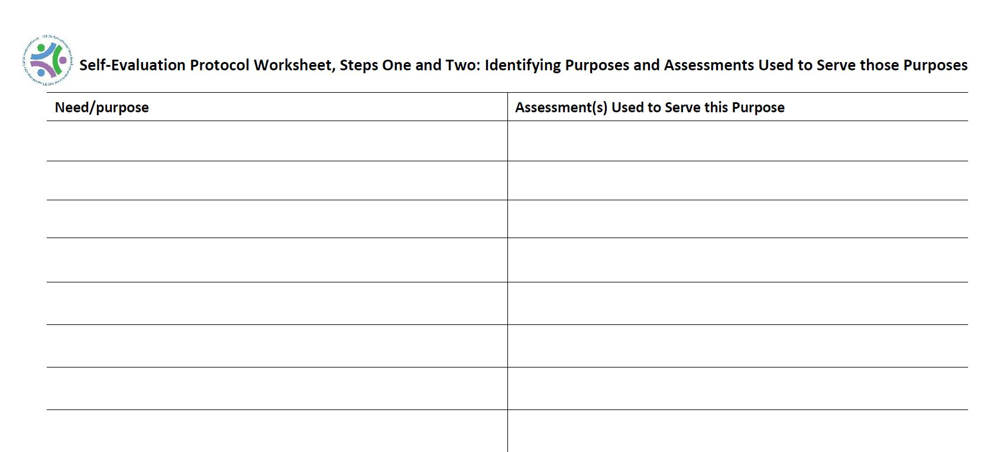 Self-Evaluation Protocol Worksheet, Steps One and Two: Identifying Purposes and Assessments Used to Serve those Purposes
Need/purpose
Assessment(s) Used to Serve this Purpose